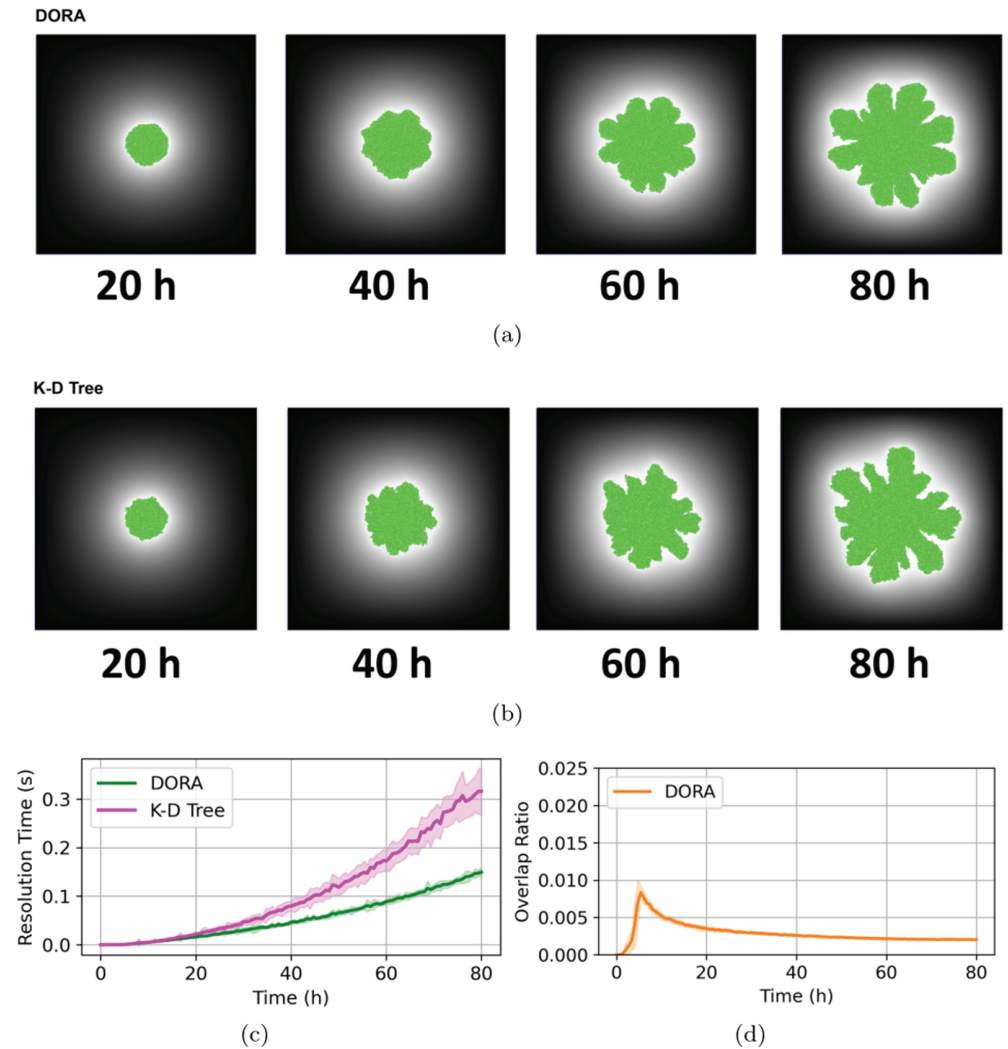 DORA
20 h 40 h 60 h 80 h
(a)
K-D Tree
20 h 40 h 60 h 80 h
(b)
Resolution Time (s)
0.3
0.2
0.1
0.0
DORA
K-D Tree
0 20 40 60 80
Time (h)
(c)
Overlap Ratio
0.025
0.020
0.015
0.010
0.005
0.000
DORA
0 20 40 60 80
Time (h)
(d)